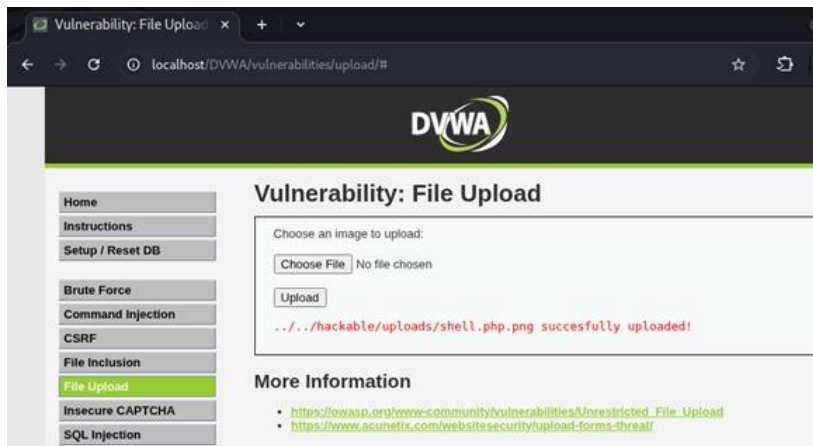 Vulnerability: File Upload
localhost/DVWA/vulnerabilities/upload/#
DVWA
Home
Instructions
Setup / Reset DB
Brute Force
Command Injection
CSRF
File Inclusion
File Upload
Insecure CAPTCHA
SQL Injection
Vulnerability: File Upload
Choose an image to upload:
Choose File No file chosen
Upload
../../hackable/uploads/shell.php.png succesfully uploaded!
More Information
https://owasp.org/www-community/vulnerabilities/Unrestricted_File_Upload
https://www.acunetix.com/websitesecurity/upload-forms-threat/